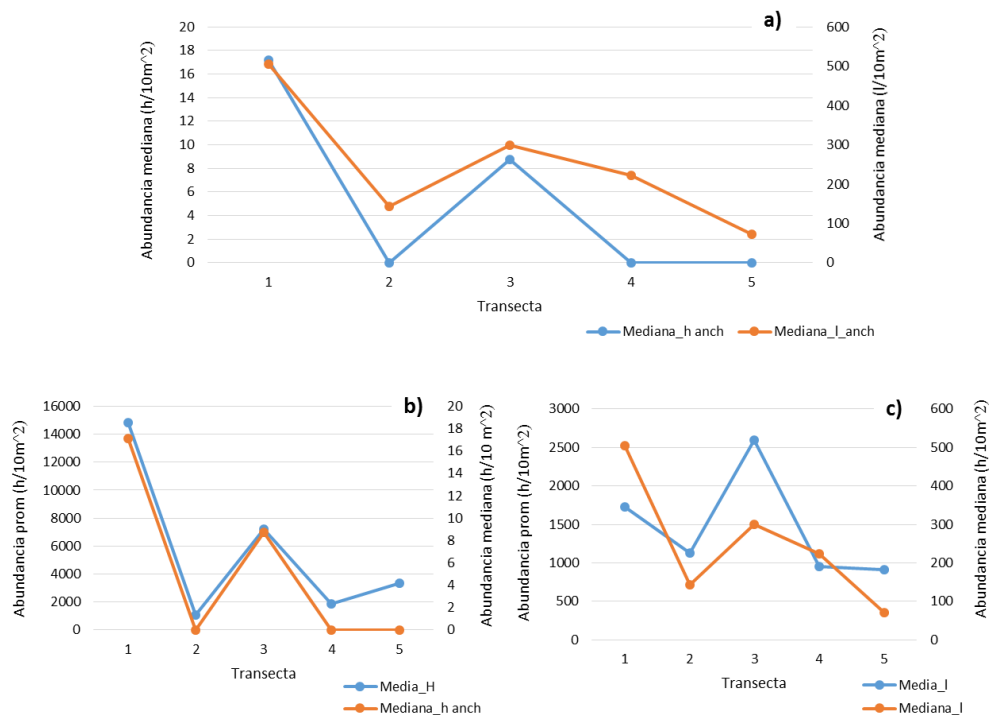 a)
Abundancia mediana (h/10m^2)
20
18
16
14
12
10
8
6
4
2
0
600
500
400
300
200
100
0
Abundancia mediana (l/10m^2)
1 2 3 4 5
Transecta
Mediana_h anch Mediana_l_anch
b)
Abundancia prom (h/10m^2)
16000
14000
12000
10000
8000
6000
4000
2000
0
20
18
16
14
12
10
8
6
4
2
0
Abundancia mediana (h/10 m^2)
1 2 3 4 5
Transecta
Media_H
Mediana_h anch
c)
Abundancia prom (h/10m^2)
3000
2500
2000
1500
1000
500
0
600
500
400
300
200
100
0
Abundancia mediana (h/10m^2)
1 2 3 4 5
Transecta
Media_l
Mediana_l